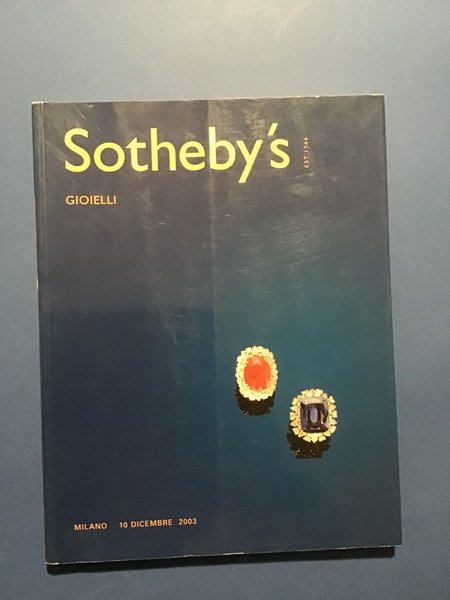 Sotheby's
EST. 1744
GIOIELLI
MILANO 10 DICEMBRE 2003